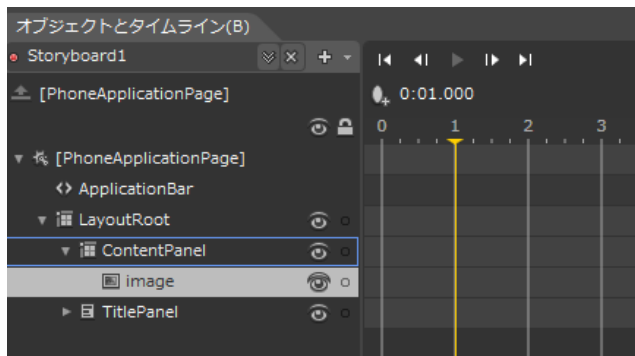 オブジェクトとタイムライン(B)
Storyboard1
[PhoneApplicationPage]
0:01.000
0 1 2 3
[PhoneApplicationPage]
ApplicationBar
LayoutRoot
ContentPanel
image
TitlePanel